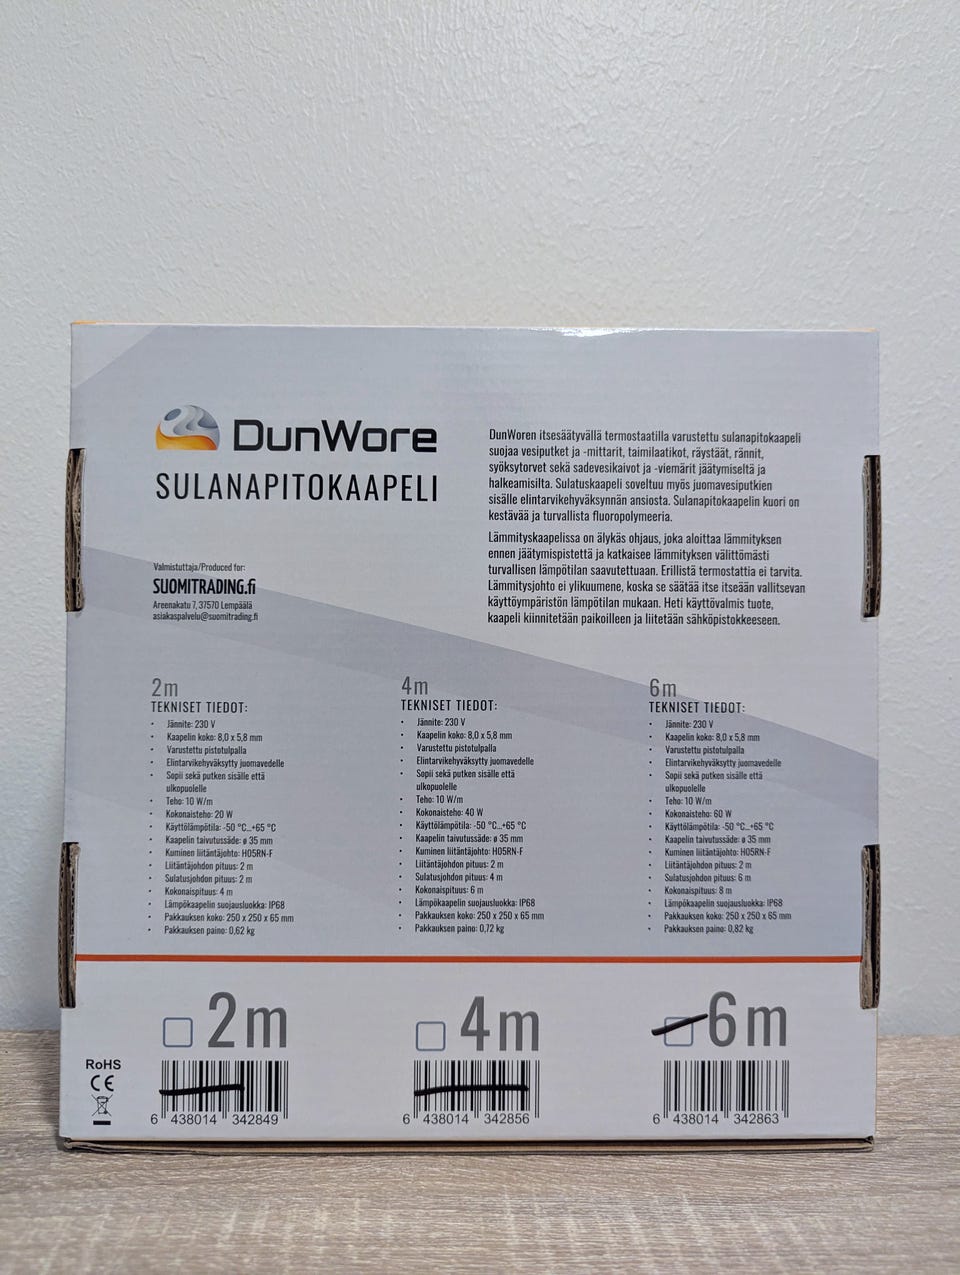 DunWore
SULANAPITOKAAPELI
DunWoren itsesäätyvällä termostaatilla varustettu sulanapitokaapeli
suojaa vesiputket ja -mittarit, taimilaatikot, räystäät, rännit,
syöksytorvet sekä sadevesikaivot ja -viemärit jäätymiseltä ja
halkeamisilta. Sulatuskaapeli soveltuu myös juomavesiputkien
sisälle elintarvikehyväksynnän ansiosta. Sulanapitokaapelin kuori on
kestävää ja turvallista fluoropolymeeria.
Lämmityskaapelissa on älykäs ohjaus, joka aloittaa lämmityksen
ennen jäätymispistettä ja katkaisee lämmityksen välittömästi
turvallisen lämpötilan saavutettuaan. Erillistä termostattia ei tarvita.
Lämmitysjohto ei ylikuumene, koska se säätää itse itseään vallitsevan
käyttöympäristön lämpötilan mukaan. Heti käyttövalmis tuote,
kaapeli kiinnitetään paikoilleen ja liitetään sähköpistokkeeseen.
Valmistuttaja/Produced for:
SUOMITRADING.fi
Areenakatu 7, 37570 Lempäälä
asiakaspalvelu@suomitrading.fi
2m
TEKNISET TIEDOT:
• Jännite: 230 V
• Kaapelin koko: 8,0 x 5,8 mm
• Varustettu pistotulpalla
• Elintarvikehyväksytty juomavedelle
• Sopii sekä putken sisälle että
ulkopuolelle
• Teho: 10 W/m
• Kokonaisteho: 20 W
• Käyttölämpötila: -50 °C...+65 °C
• Kaapelin taivutussäde: ø 35 mm
• Kuminen liitäntäjohto: H05RN-F
• Liitäntäjohdon pituus: 2 m
• Sulatusjohdon pituus: 2 m
• Kokonaispituus: 4 m
• Lämpökaapelin suojausluokka: IP68
• Pakkauksen koko: 250 x 250 x 65 mm
• Pakkauksen paino: 0,62 kg
4m
TEKNISET TIEDOT:
• Jännite: 230 V
• Kaapelin koko: 8,0 x 5,8 mm
• Varustettu pistotulpalla
• Elintarvikehyväksytty juomavedelle
• Sopii sekä putken sisälle että
ulkopuolelle
• Teho: 10 W/m
• Kokonaisteho: 40 W
• Käyttölämpötila: -50 °C...+65 °C
• Kaapelin taivutussäde: ø 35 mm
• Kuminen liitäntäjohto: H05RN-F
• Liitäntäjohdon pituus: 2 m
• Sulatusjohdon pituus: 4 m
• Kokonaispituus: 6 m
• Lämpökaapelin suojausluokka: IP68
• Pakkauksen koko: 250 x 250 x 65 mm
• Pakkauksen paino: 0,72 kg
6m
TEKNISET TIEDOT:
• Jännite: 230 V
• Kaapelin koko: 8,0 x 5,8 mm
• Varustettu pistotulpalla
• Elintarvikehyväksytty juomavedelle
• Sopii sekä putken sisälle että
ulkopuolelle
• Teho: 10 W/m
• Kokonaisteho: 60 W
• Käyttölämpötila: -50 °C...+65 °C
• Kaapelin taivutussäde: ø 35 mm
• Kuminen liitäntäjohto: H05RN-F
• Liitäntäjohdon pituus: 2 m
• Sulatusjohdon pituus: 6 m
• Kokonaispituus: 8 m
• Lämpökaapelin suojausluokka: IP68
• Pakkauksen koko: 250 x 250 x 65 mm
• Pakkauksen paino: 0,82 kg
2m
4m
6m
RoHS
CE
6 438014 342849
6 438014 342856
6 438014 342863